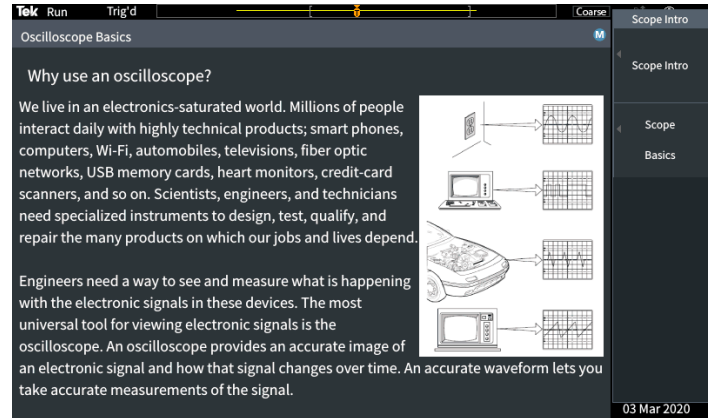 Tek Run Trig'd Coarse
Scope Intro
Oscilloscope Basics M
Why use an oscilloscope?
Scope Intro
We live in an electronics-saturated world. Millions of people
interact daily with highly technical products; smart phones,
computers, Wi-Fi, automobiles, televisions, fiber optic
networks, USB memory cards, heart monitors, credit-card
scanners, and so on. Scientists, engineers, and technicians
need specialized instruments to design, test, qualify, and
repair the many products on which our jobs and lives depend.
Scope
Basics
Engineers need a way to see and measure what is happening
with the electronic signals in these devices. The most
universal tool for viewing electronic signals is the
oscilloscope. An oscilloscope provides an accurate image of
an electronic signal and how that signal changes over time. An accurate waveform lets you
take accurate measurements of the signal.
03 Mar 2020